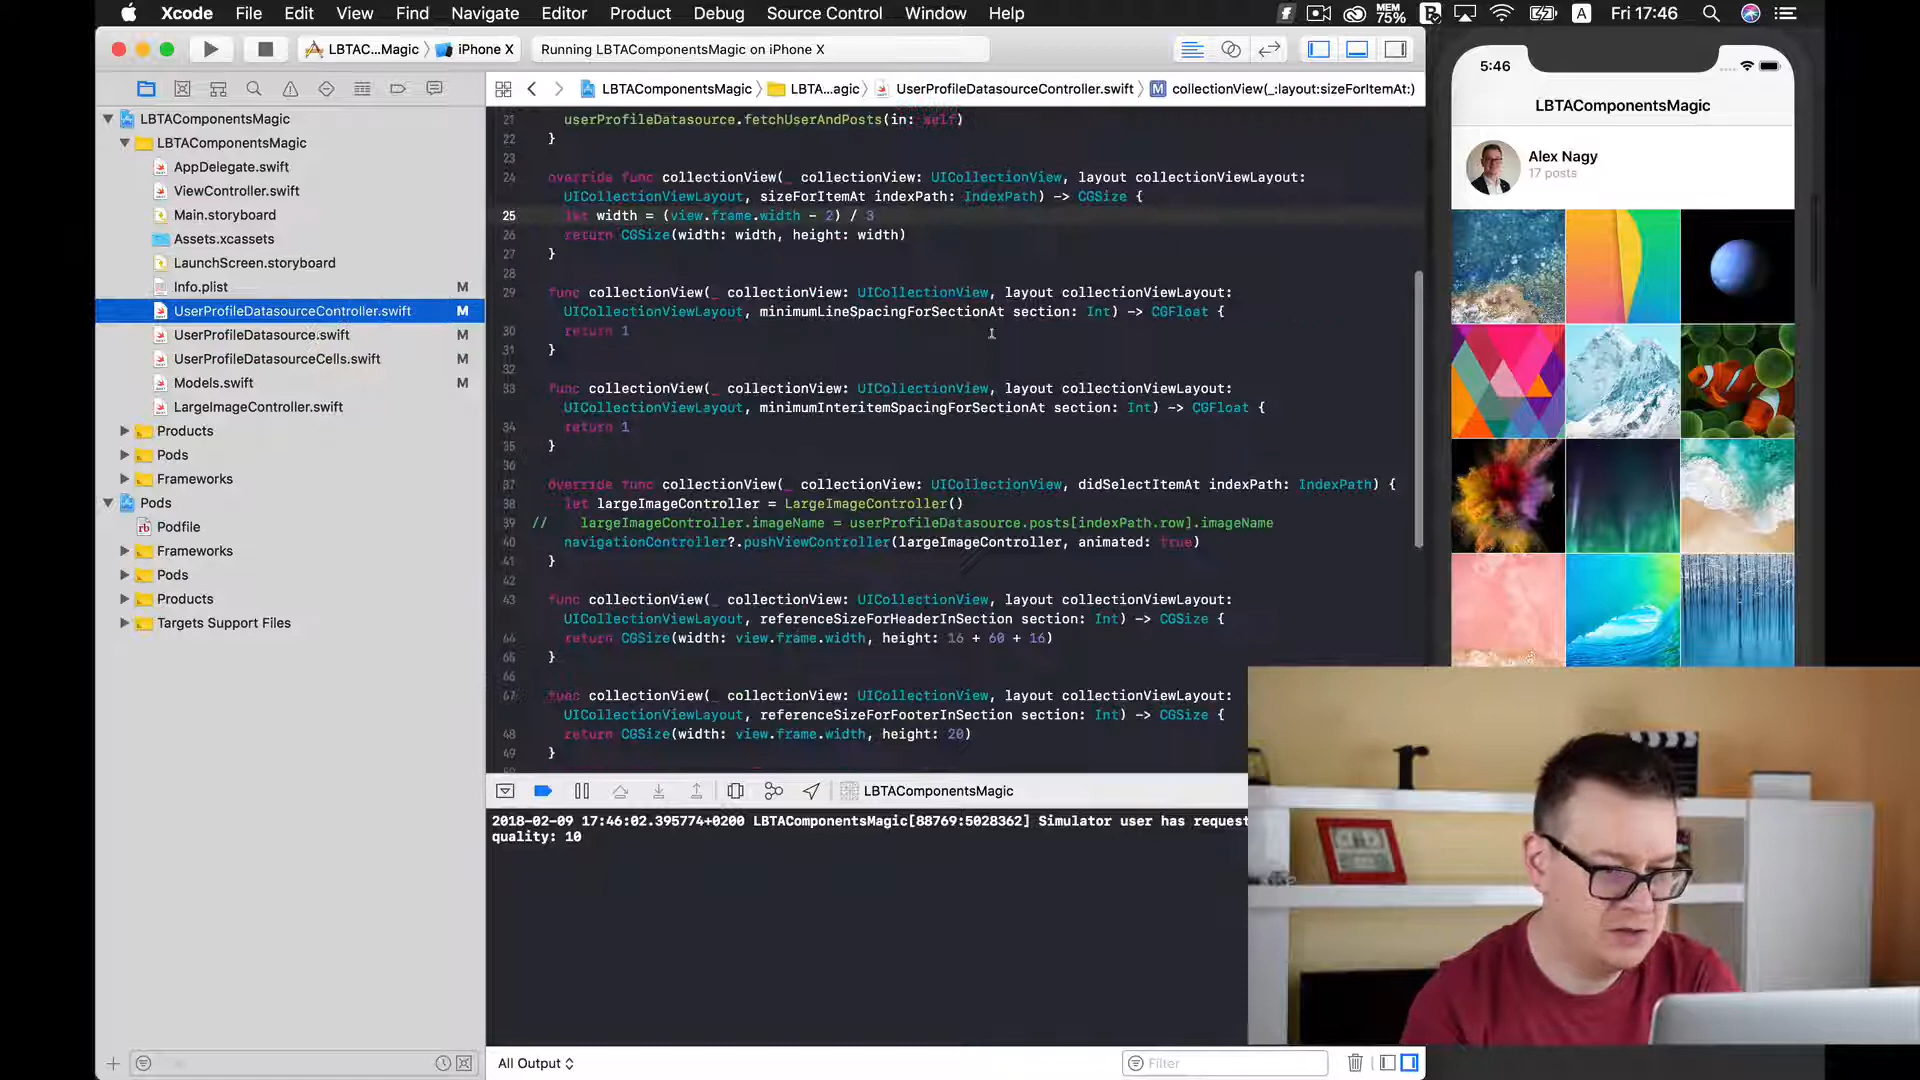 Xcode File Edit View Find Navigate Editor Product Debug Source Control Window Help MEM 75% A Fri 17:46
LBTAC...Magic iPhone X Running LBTAComponentsMagic on iPhone X
LBTAComponentsMagic LBTA...agic UserProfileDatasourceController.swift M collectionView(_:layout:sizeForItemAt:)
LBTAComponentsMagic
LBTAComponentsMagic
AppDelegate.swift
ViewController.swift
Main.storyboard
Assets.xcassets
LaunchScreen.storyboard
Info.plist M
UserProfileDatasourceController.swift M
UserProfileDatasource.swift M
UserProfileDatasourceCells.swift M
Models.swift M
LargeImageController.swift
Products
Pods
Frameworks
Pods
Podfile
Frameworks
Pods
Products
Targets Support Files
21 userProfileDatasource.fetchUserAndPosts(in: self)
22 }
23
24 override func collectionView(_ collectionView: UICollectionView, layout collectionViewLayout:
UICollectionViewLayout, sizeForItemAt indexPath: IndexPath) -> CGSize {
25 let width = (view.frame.width - 2) / 3
26 return CGSize(width: width, height: width)
27 }
28
29 func collectionView(_ collectionView: UICollectionView, layout collectionViewLayout:
UICollectionViewLayout, minimumLineSpacingForSectionAt section: Int) -> CGFloat {
30 return 1
31 }
32
33 func collectionView(_ collectionView: UICollectionView, layout collectionViewLayout:
UICollectionViewLayout, minimumInteritemSpacingForSectionAt section: Int) -> CGFloat {
34 return 1
35 }
36
37 override func collectionView(_ collectionView: UICollectionView, didSelectItemAt indexPath: IndexPath) {
38 let largeImageController = LargeImageController()
39 // largeImageController.imageName = userProfileDatasource.posts[indexPath.row].imageName
40 navigationController?.pushViewController(largeImageController, animated: true)
41 }
42
43 func collectionView(_ collectionView: UICollectionView, layout collectionViewLayout:
UICollectionViewLayout, referenceSizeForHeaderInSection section: Int) -> CGSize {
return CGSize(width: view.frame.width, height: 16 + 60 + 16)
}
func collectionView(_ collectionView: UICollectionView, layout collectionViewLayout:
UICollectionViewLayout, referenceSizeForFooterInSection section: Int) -> CGSize {
48 return CGSize(width: view.frame.width, height: 20)
49 }
LBTAComponentsMagic
2018-02-09 17:46:02.395774+0200 LBTAComponentsMagic[88769:5028362] Simulator user has request
quality: 10
All Output
Filter
5:46
LBTAComponentsMagic
Alex Nagy
17 posts